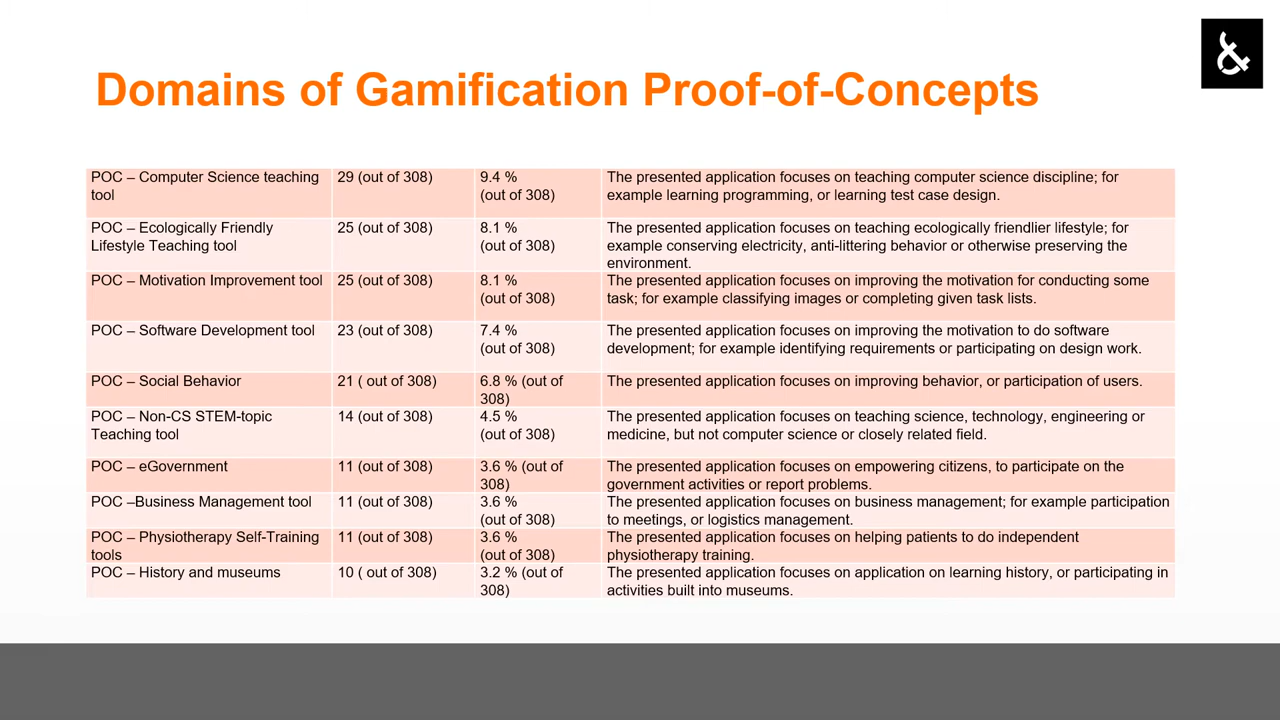 &
Domains of Gamification Proof-of-Concepts
POC – Computer Science teaching
tool
29 (out of 308)
9.4 %
(out of 308)
The presented application focuses on teaching computer science discipline; for
example learning programming, or learning test case design.
POC – Ecologically Friendly
Lifestyle Teaching tool
25 (out of 308)
8.1 %
(out of 308)
The presented application focuses on teaching ecologically friendlier lifestyle; for
example conserving electricity, anti-littering behavior or otherwise preserving the
environment.
POC – Motivation Improvement tool
25 (out of 308)
8.1 %
(out of 308)
The presented application focuses on improving the motivation for conducting some
task; for example classifying images or completing given task lists.
POC – Software Development tool
23 (out of 308)
7.4 %
(out of 308)
The presented application focuses on improving the motivation to do software
development; for example identifying requirements or participating on design work.
POC – Social Behavior
21 ( out of 308)
6.8 % (out of
308)
The presented application focuses on improving behavior, or participation of users.
POC – Non-CS STEM-topic
Teaching tool
14 (out of 308)
4.5 %
(out of 308)
The presented application focuses on teaching science, technology, engineering or
medicine, but not computer science or closely related field.
POC – eGovernment
11 (out of 308)
3.6 % (out of
308)
The presented application focuses on empowering citizens, to participate on the
government activities or report problems.
POC –Business Management tool
11 (out of 308)
3.6 %
(out of 308)
The presented application focuses on business management; for example participation
to meetings, or logistics management.
POC – Physiotherapy Self-Training
tools
11 (out of 308)
3.6 %
(out of 308)
The presented application focuses on helping patients to do independent
physiotherapy training.
POC – History and museums
10 ( out of 308)
3.2 % (out of
308)
The presented application focuses on application on learning history, or participating in
activities built into museums.